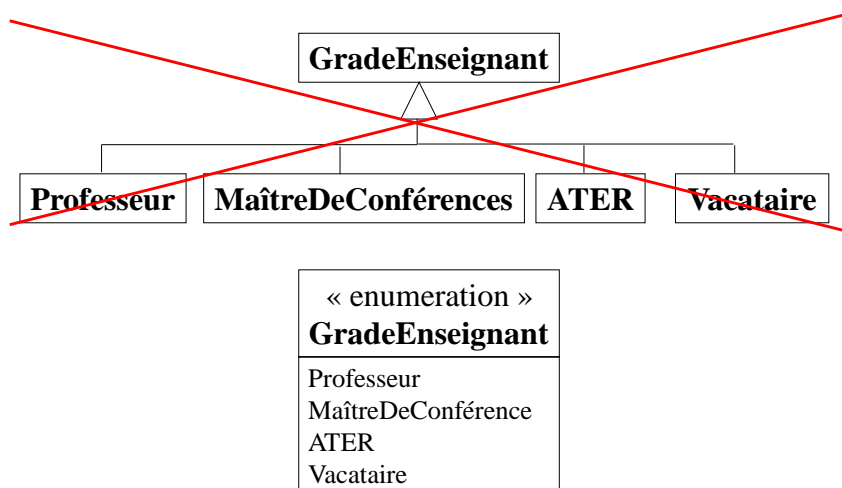 GradeEnseignant
Professeur MaîtreDeConférences ATER Vacataire
« enumeration »
GradeEnseignant
Professeur
MaîtreDeConférence
ATER
Vacataire